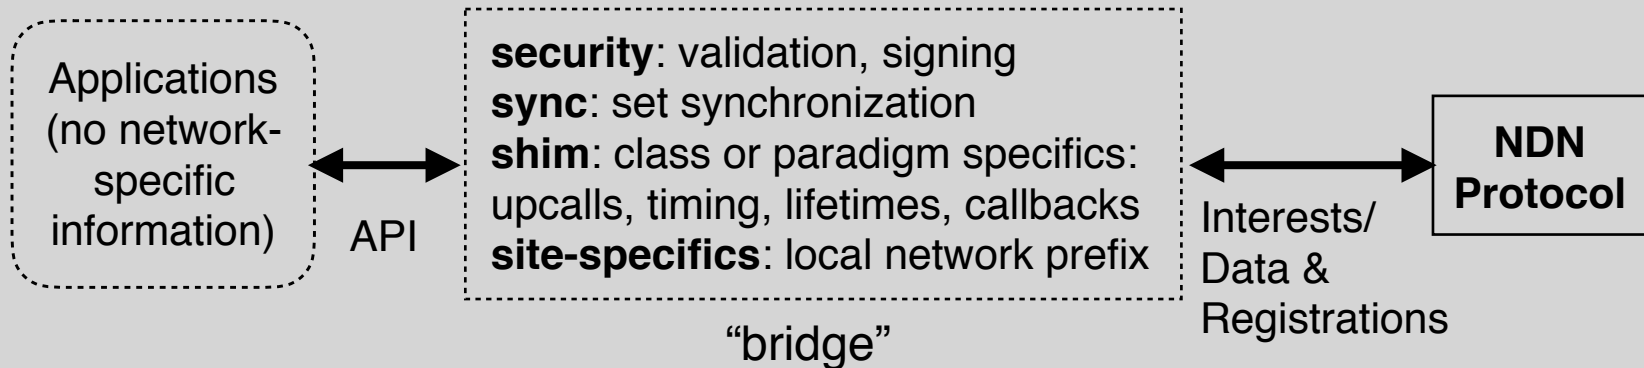 Applications
(no network-
specific
information)
API
security: validation, signing
sync: set synchronization
shim: class or paradigm specifics:
upcalls, timing, lifetimes, callbacks
site-specifics: local network prefix
“bridge”
Interests/
Data &
Registrations
NDN
Protocol